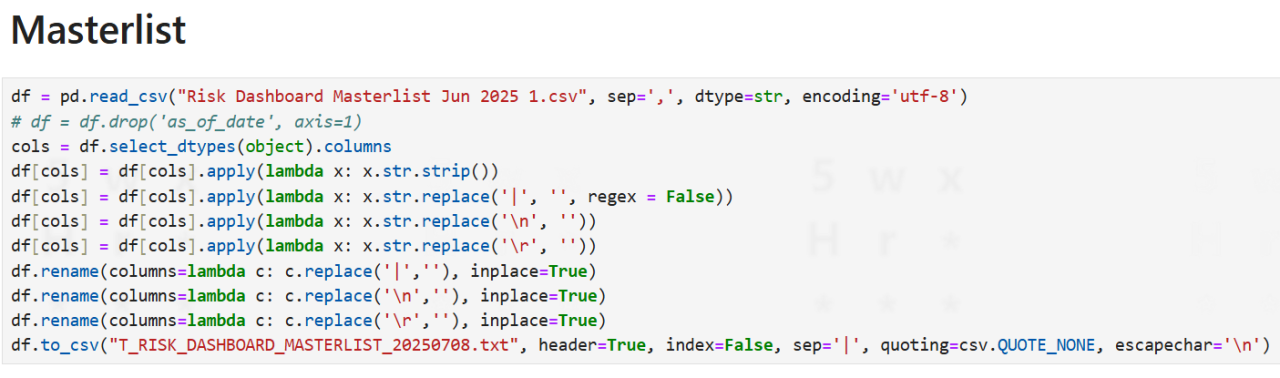 Masterlist
df = pd.read_csv("Risk Dashboard Masterlist Jun 2025 1.csv", sep=',', dtype=str, encoding='utf-8')
# df = df.drop('as_of_date', axis=1)
cols = df.select_dtypes(object).columns
df[cols] = df[cols].apply(lambda x: x.str.strip())
df[cols] = df[cols].apply(lambda x: x.str.replace('|', '', regex = False))
df[cols] = df[cols].apply(lambda x: x.str.replace('\n', ''))
df[cols] = df[cols].apply(lambda x: x.str.replace('\r', ''))
df.rename(columns=lambda c: c.replace('|',''), inplace=True)
df.rename(columns=lambda c: c.replace('\n',''), inplace=True)
df.rename(columns=lambda c: c.replace('\r',''), inplace=True)
df.to_csv("T_RISK_DASHBOARD_MASTERLIST_20250708.txt", header=True, index=False, sep='|', quoting=csv.QUOTE_NONE, escapechar='\n')
5 w x
H r *
* * *